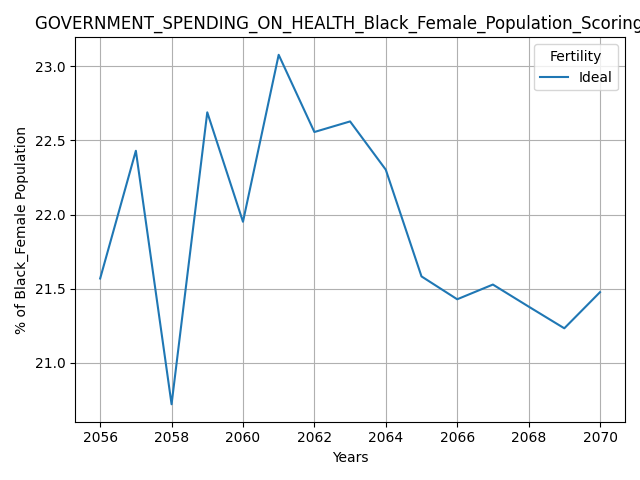 GOVERNMENT_SPENDING_ON_HEALTH_Black_Female_Population_Scoring
Fertility
Ideal
% of Black_Female Population
23.0
22.5
22.0
21.5
21.0
2056 2058 2060 2062 2064 2066 2068 2070
Years